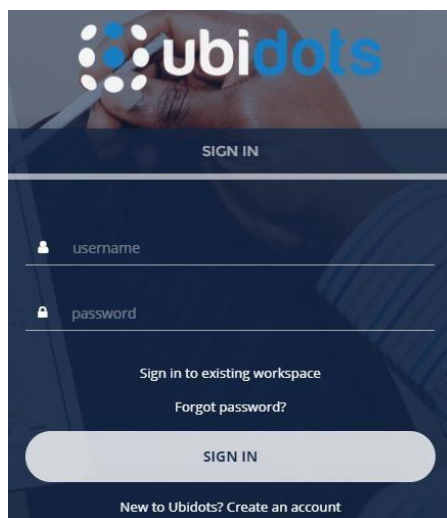 ubidots
SIGN IN
username
password
Sign in to existing workspace
Forgot password?
SIGN IN
New to Ubidots? Create an account